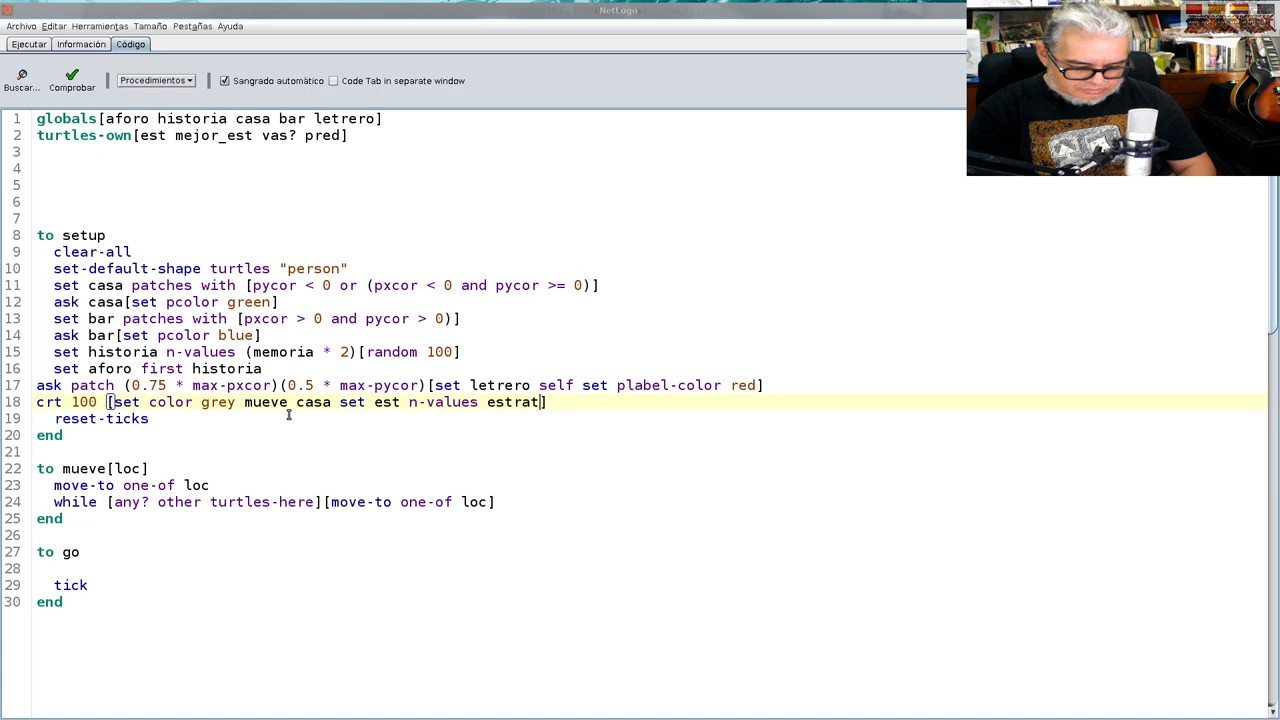 NetLogo
Archivo Editar Herramientas Tamaño Pestañas Ayuda
Ejecutar Información Código
Buscar... Comprobar Procedimientos Sangrado automático Code Tab in separate window
1 globals[aforo historia casa bar letrero]
2 turtles-own[est mejor_est vas? pred]
3
4
5
6
7
8 to setup
9 clear-all
10 set-default-shape turtles "person"
11 set casa patches with [pycor < 0 or (pxcor < 0 and pycor >= 0)]
12 ask casa[set pcolor green]
13 set bar patches with [pxcor > 0 and pycor > 0)]
14 ask bar[set pcolor blue]
15 set historia n-values (memoria * 2)[random 100]
16 set aforo first historia
17 ask patch (0.75 * max-pxcor)(0.5 * max-pycor)[set letrero self set plabel-color red]
18 crt 100 [set color grey mueve casa set est n-values estrat]
19 reset-ticks
20 end
21
22 to mueve[loc]
23 move-to one-of loc
24 while [any? other turtles-here][move-to one-of loc]
25 end
26
27 to go
28
29 tick
30 end